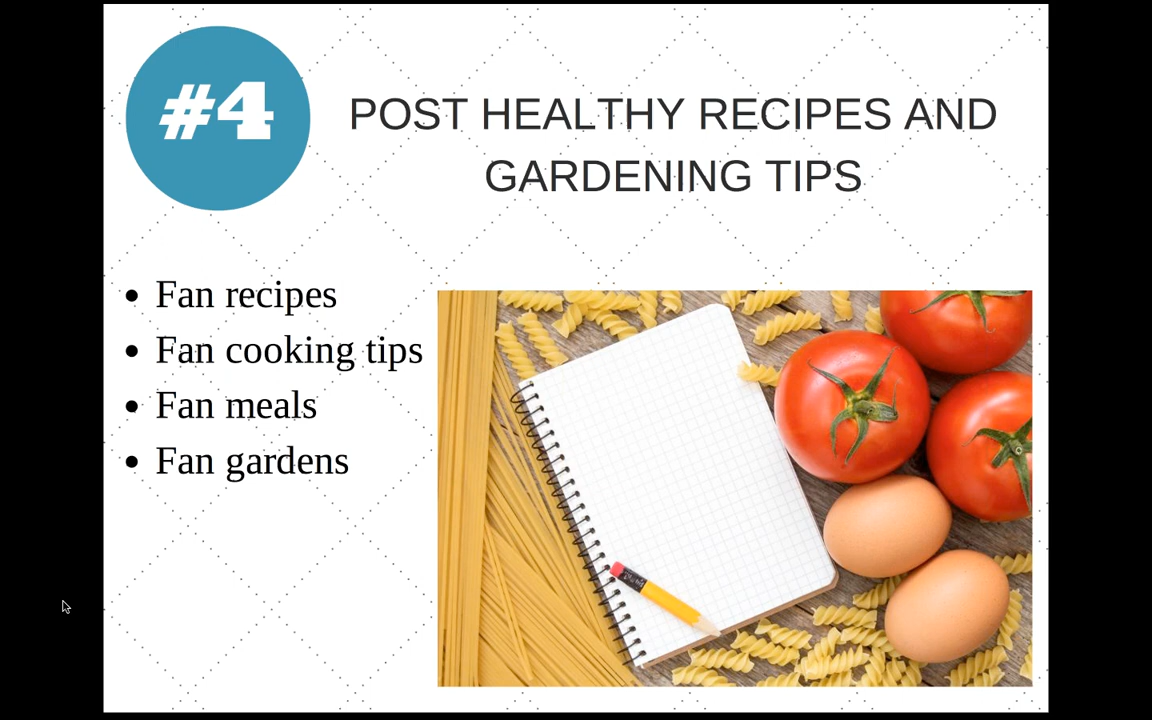 #4
POST HEALTHY RECIPES AND
GARDENING TIPS
Fan recipes
Fan cooking tips
Fan meals
Fan gardens